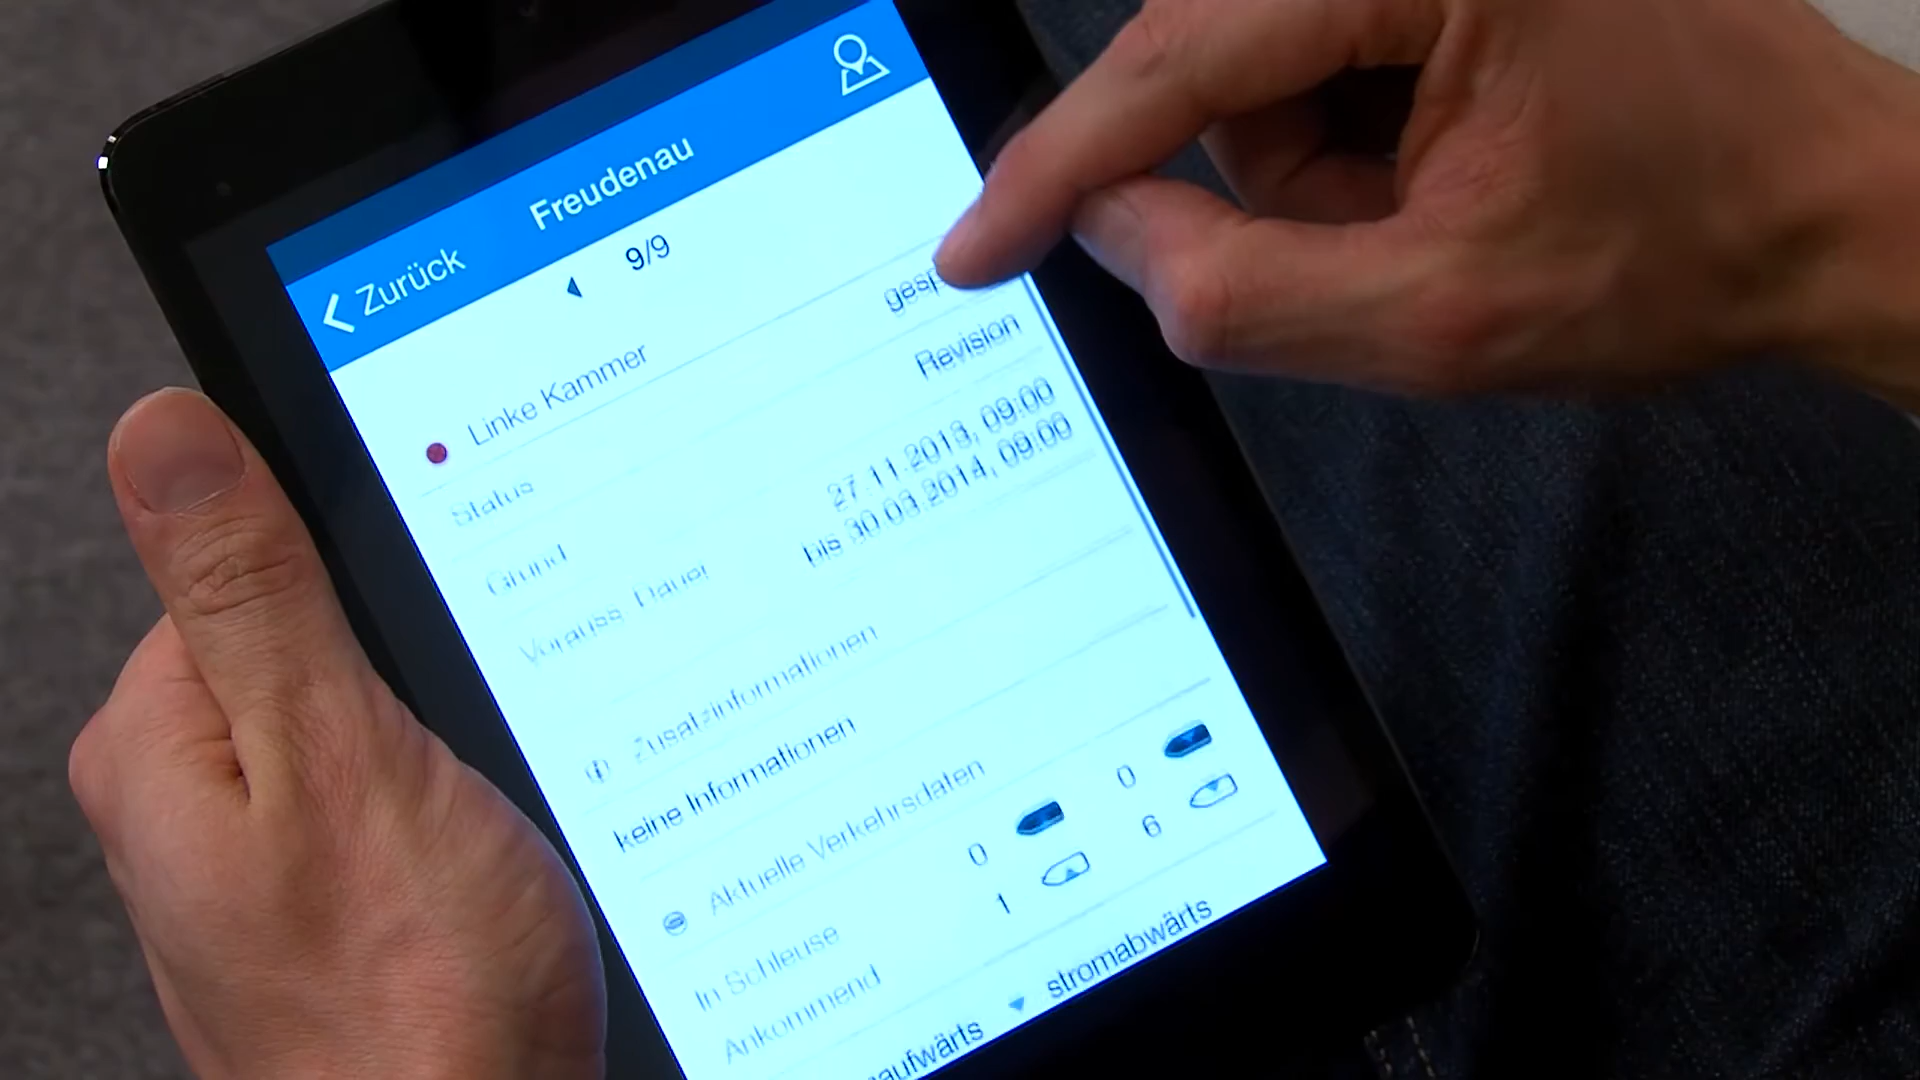 Zurück
Freudenau
9/9
Linke Kammer
Status gesp
Grund Revision
Vorauss. Dauer 27.11.2013, 09:00
bis 30.03.2014, 09:00
Zusatzinformationen
keine Informationen
Aktuelle Verkehrsdaten
In Schleuse 0 0
Ankommend 1 6
aufwärts stromabwärts